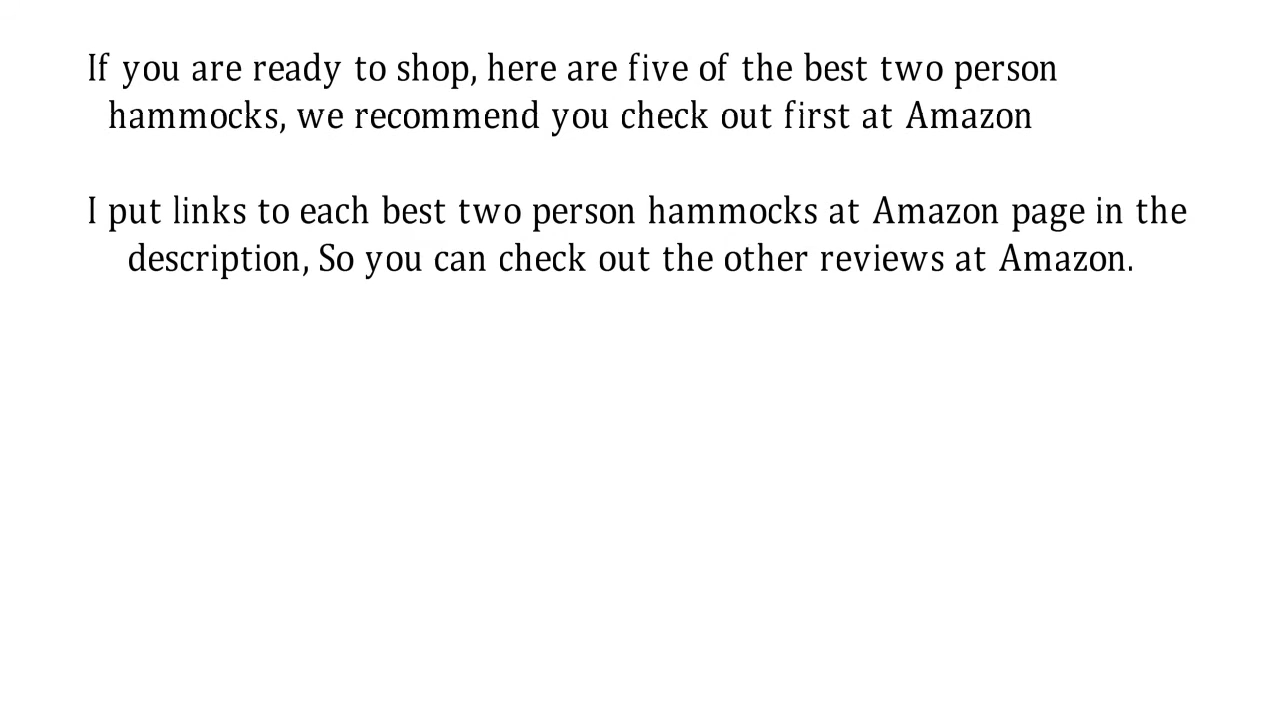 If you are ready to shop, here are five of the best two person
hammocks, we recommend you check out first at Amazon
I put links to each best two person hammocks at Amazon page in the
description, So you can check out the other reviews at Amazon.